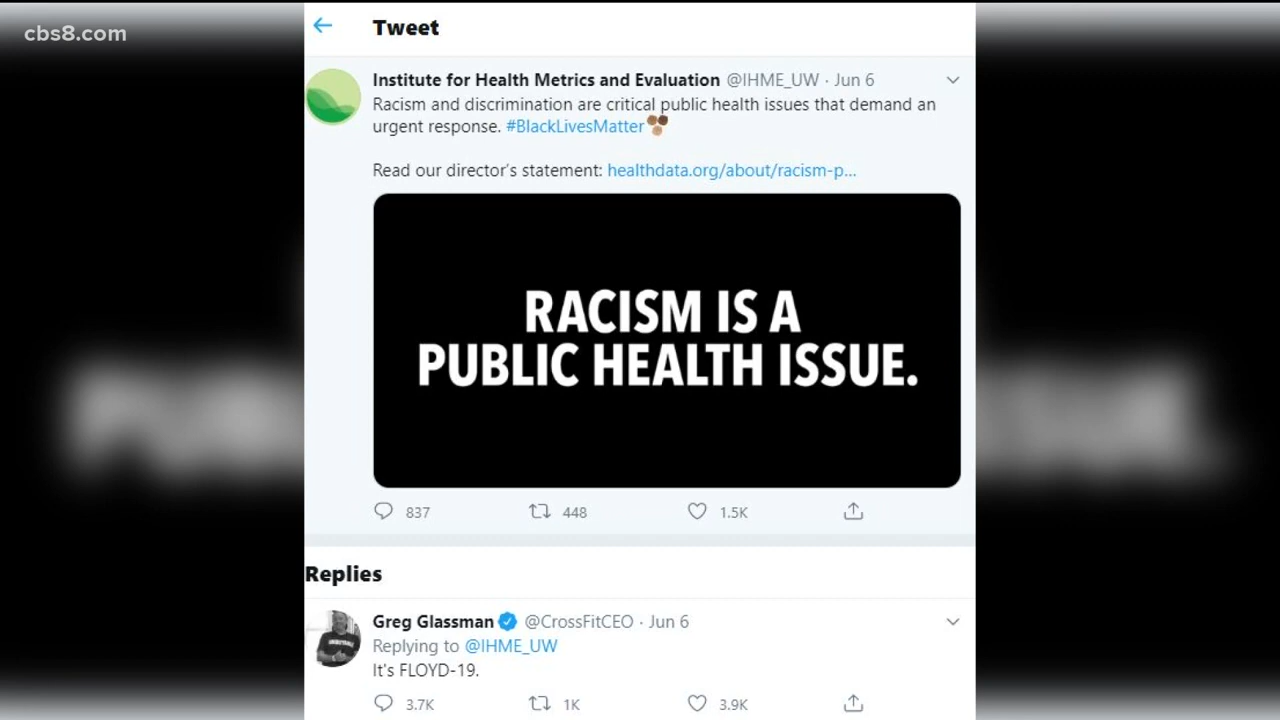 cbs8.com
Tweet
Institute for Health Metrics and Evaluation @IHME_UW · Jun 6
Racism and discrimination are critical public health issues that demand an
urgent response. #BlackLivesMatter
Read our director's statement: healthdata.org/about/racism-p...
RACISM IS A
PUBLIC HEALTH ISSUE.
837 448 1.5K
Replies
Greg Glassman @CrossFitCEO · Jun 6
Replying to @IHME_UW
It's FLOYD-19.
3.7K 1K 3.9K